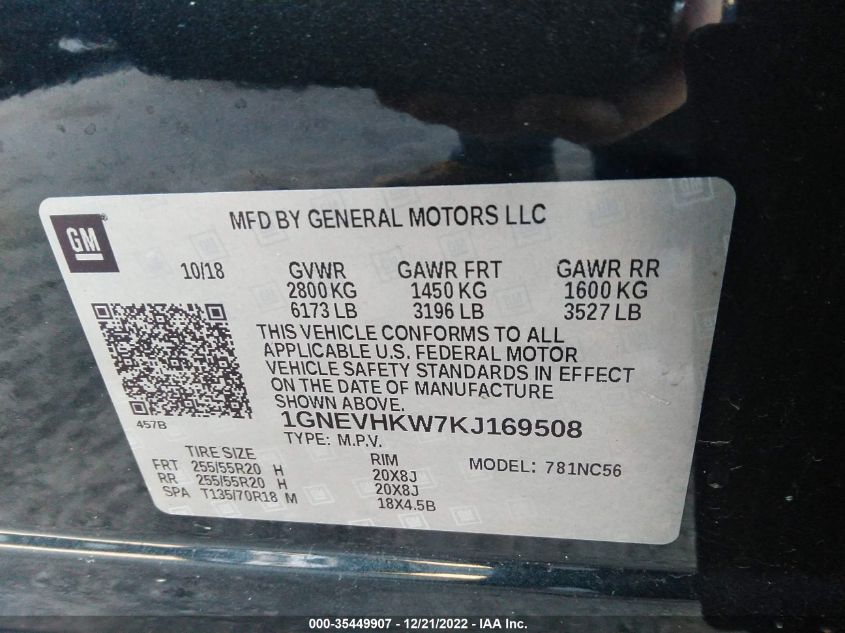 GM
MFD BY GENERAL MOTORS LLC
10/18 GVWR GAWR FRT GAWR RR
2800 KG 1450 KG 1600 KG
6173 LB 3196 LB 3527 LB
THIS VEHICLE CONFORMS TO ALL
APPLICABLE U.S. FEDERAL MOTOR
VEHICLE SAFETY STANDARDS IN EFFECT
ON THE DATE OF MANUFACTURE
SHOWN ABOVE.
457B
1GNEVHKW7KJ169508
TYPE: M.P.V.
TIRE SIZE RIM MODEL: 781NC56
FRT 255/55R20 H 20X8J
RR 255/55R20 H 20X8J
SPA T135/70R18 M 18X4.5B
000-35449907 - 12/21/2022 - IAA Inc.